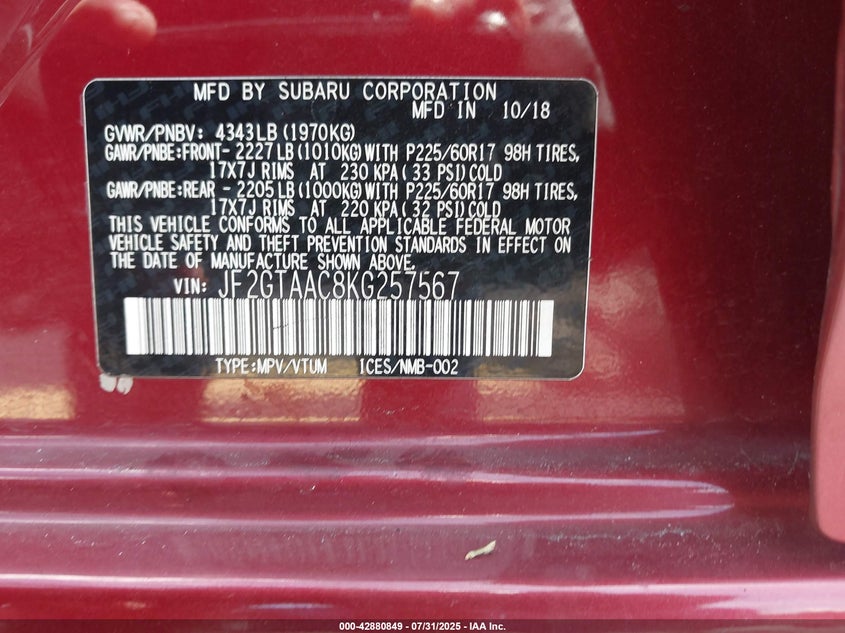 MFD BY SUBARU CORPORATION
MFD IN 10/18
GVWR/PNBV: 4343LB (1970KG)
GAWR/PNBE:FRONT- 2227LB (1010KG) WITH P225/60R17 98H TIRES,
17X7J RIMS AT 230 KPA ( 33 PSI) COLD
GAWR/PNBE:REAR - 2205LB (1000KG) WITH P225/60R17 98H TIRES,
17X7J RIMS AT 220 KPA ( 32 PSI) COLD
THIS VEHICLE CONFORMS TO ALL APPLICABLE FEDERAL MOTOR
VEHICLE SAFETY AND THEFT PREVENTION STANDARDS IN EFFECT ON
THE DATE OF MANUFACTURE SHOWN ABOVE.
VIN: JF2GTAAC8KG257567
TYPE:MPV/VTUM ICES/NMB-002
000-42880849 - 07/31/2025 - IAA Inc.